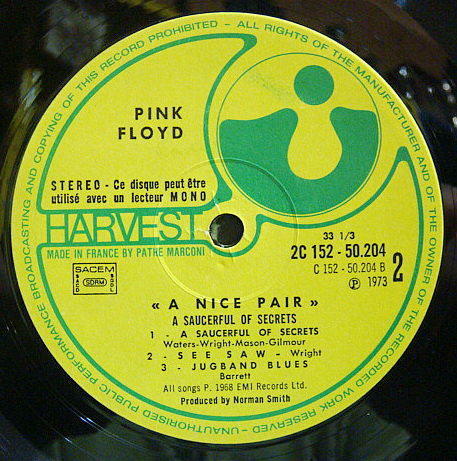 ALL RIGHTS OF THE MANUFACTURER AND OF THE OWNER OF THE RECORDED WORK RESERVED - UNAUTHORISED PUBLIC PERFORMANCE BROADCASTING AND COPYING OF THIS RECORD PROHIBITED -
PINK
FLOYD
STEREO - Ce disque peut être
utilisé avec un lecteur MONO
HARVEST
MADE IN FRANCE BY PATHE MARCONI
SACEM
SDRM
33 1/3
2C 152 - 50.204
C 152 - 50.204 B
2
Ⓟ 1973
« A NICE PAIR »
A SAUCERFUL OF SECRETS
1 - A SAUCERFUL OF SECRETS
Waters-Wright-Mason-Gilmour
2 - SEE SAW - Wright
3 - JUGBAND BLUES
Barrett
All songs P. 1968 EMI Records Ltd.
Produced by Norman Smith